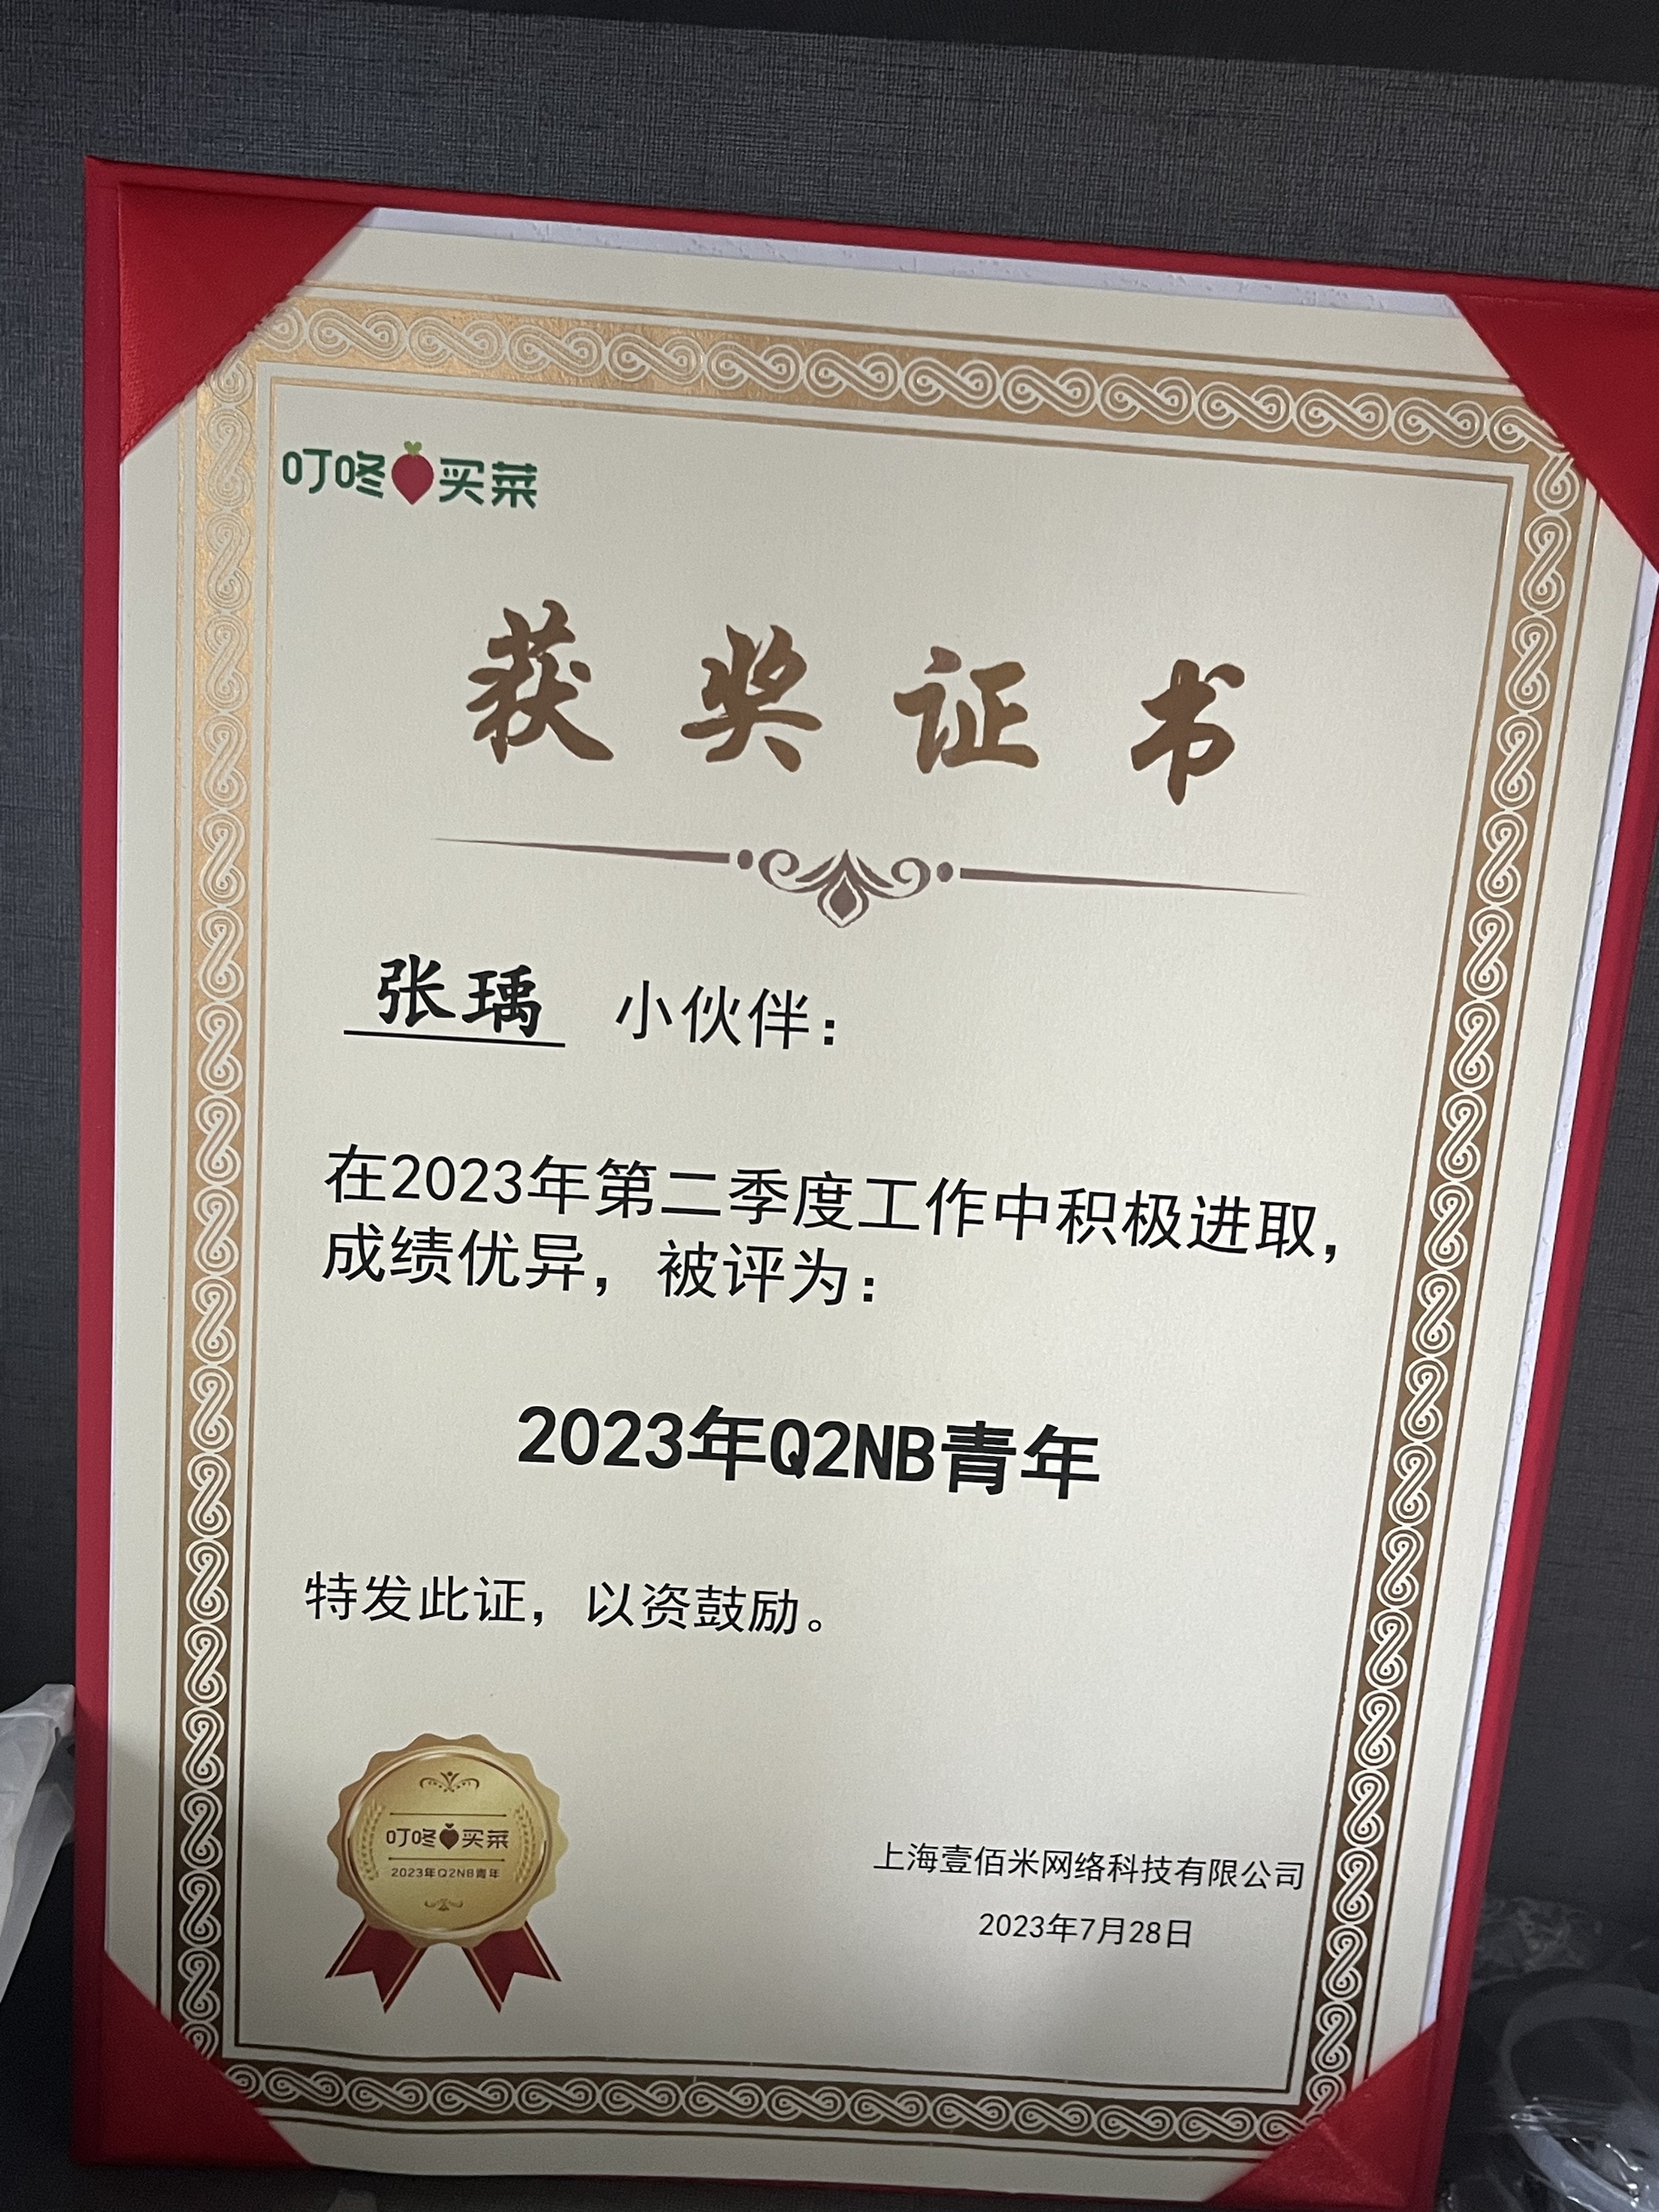 叮咚买菜
获奖证书
张瑀 小伙伴：
在2023年第二季度工作中积极进取，
成绩优异，被评为：
2023年Q2NB青年
特发此证，以资鼓励。
叮咚买菜
2023年Q2NB青年
上海壹佰米网络科技有限公司
2023年7月28日